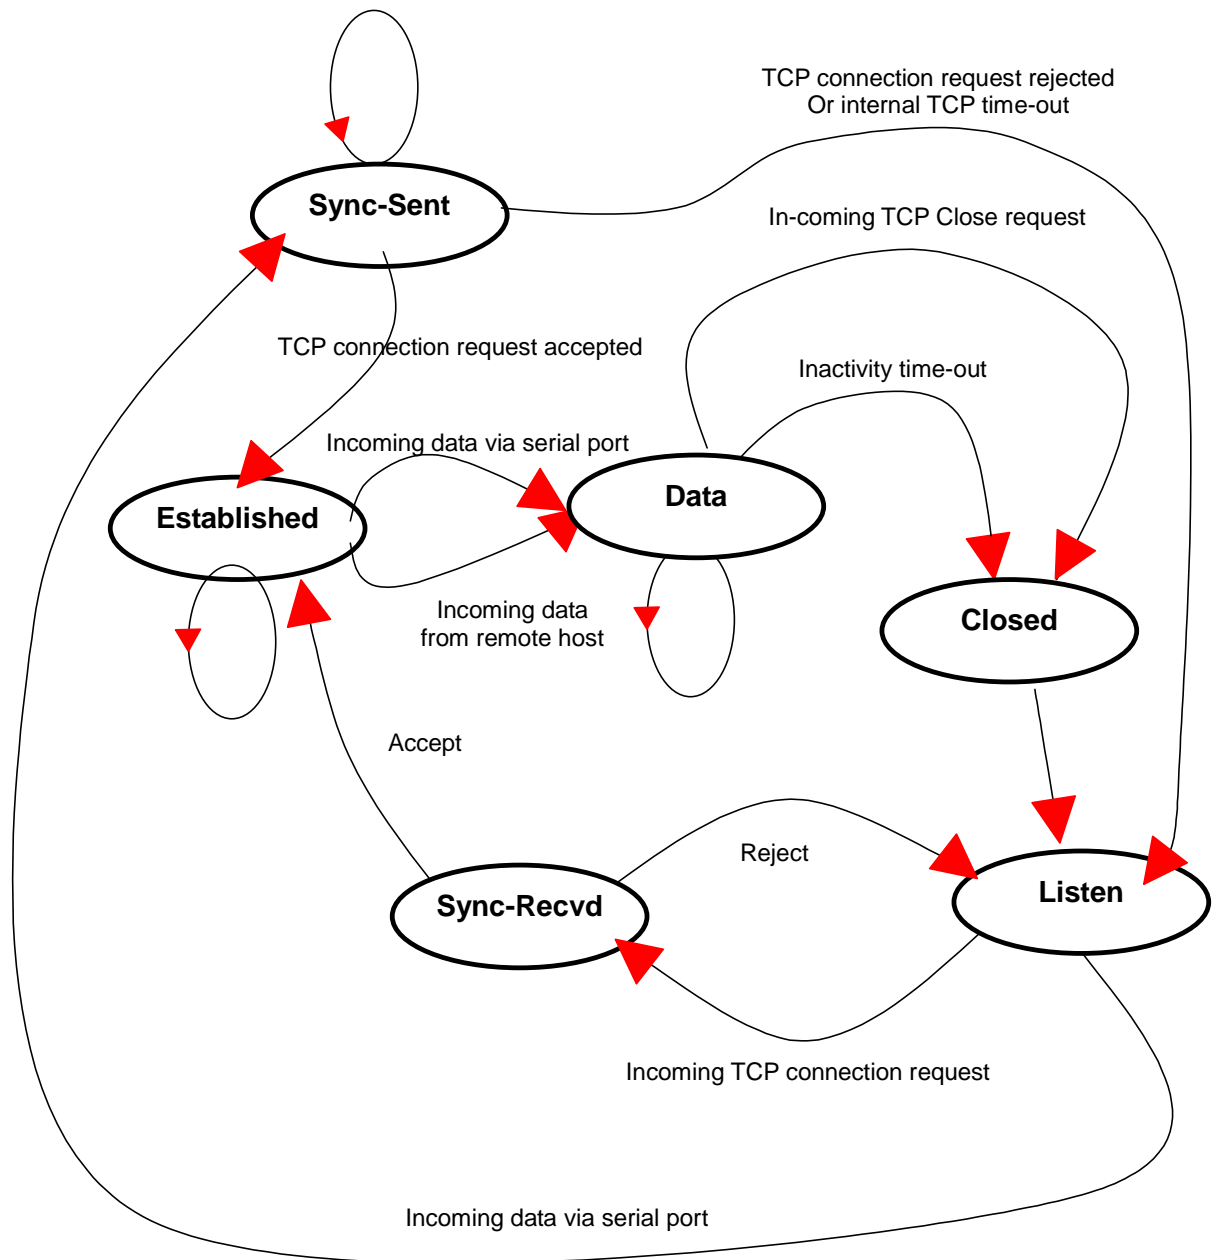 TCP connection request rejected
Or internal TCP time-out
Sync-Sent
In-coming TCP Close request
TCP connection request accepted
Inactivity time-out
Incoming data via serial port
Data
Established
Incoming data
from remote host
Closed
Accept
Reject
Listen
Sync-Recvd
Incoming TCP connection request
Incoming data via serial port